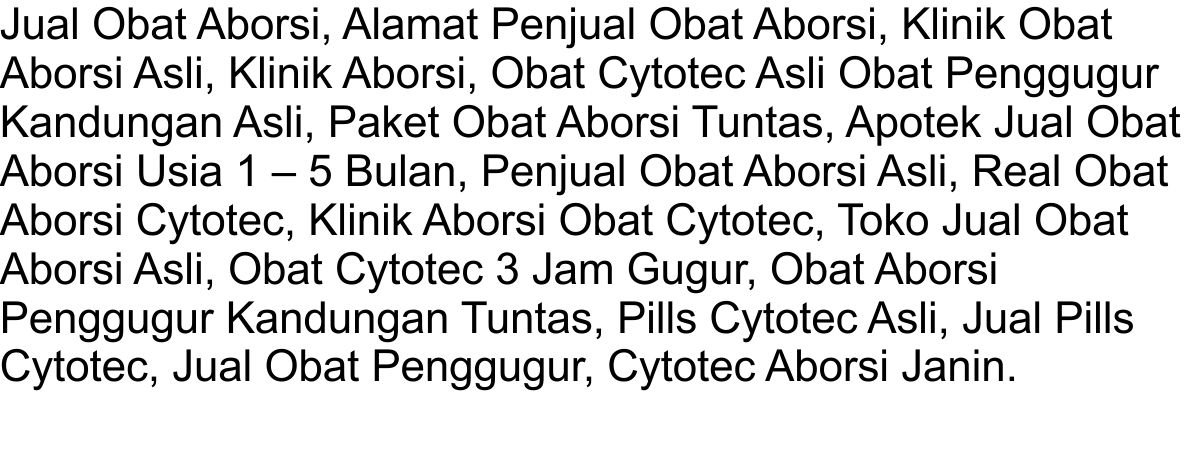 Jual Obat Aborsi, Alamat Penjual Obat Aborsi, Klinik Obat
Aborsi Asli, Klinik Aborsi, Obat Cytotec Asli Obat Penggugur
Kandungan Asli, Paket Obat Aborsi Tuntas, Apotek Jual Obat
Aborsi Usia 1 – 5 Bulan, Penjual Obat Aborsi Asli, Real Obat
Aborsi Cytotec, Klinik Aborsi Obat Cytotec, Toko Jual Obat
Aborsi Asli, Obat Cytotec 3 Jam Gugur, Obat Aborsi
Penggugur Kandungan Tuntas, Pills Cytotec Asli, Jual Pills
Cytotec, Jual Obat Penggugur, Cytotec Aborsi Janin.